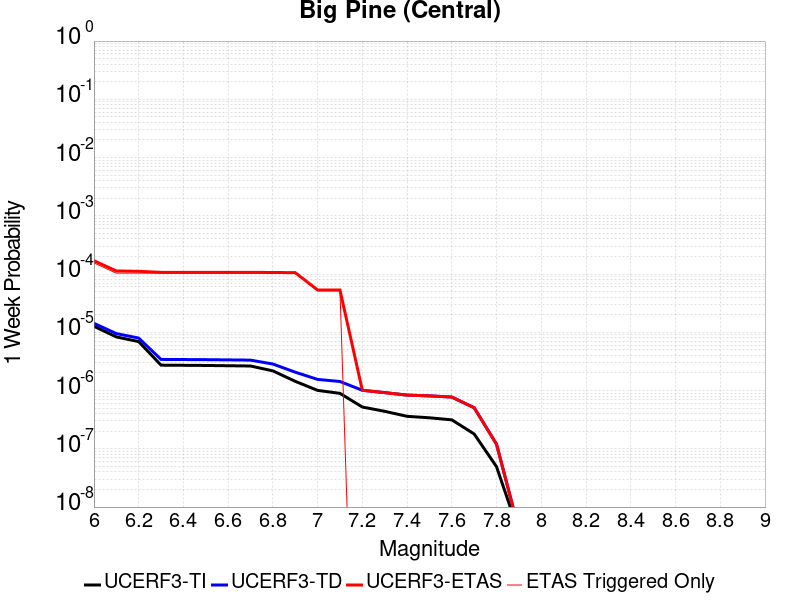 Big Pine (Central)
1 Week Probability
10^0
10^-1
10^-2
10^-3
10^-4
10^-5
10^-6
10^-7
10^-8
6 6.2 6.4 6.6 6.8 7 7.2 7.4 7.6 7.8 8 8.2 8.4 8.6 8.8 9
Magnitude
UCERF3-TI UCERF3-TD UCERF3-ETAS ETAS Triggered Only